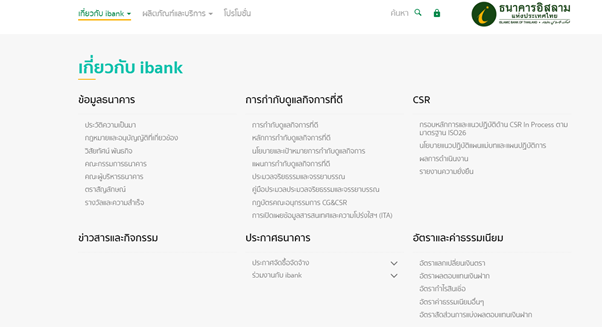 เกี่ยวกับ ibank
ผลิตภัณฑ์และบริการ
โปรโมชั่น
ค้นหา
ธนาคารอิสลาม
แห่งประเทศไทย
ISLAMIC BANK OF THAILAND
เกี่ยวกับ ibank
ข้อมูลธนาคาร
ประวัติความเป็นมา
กฎหมายและอนุบัญญัติที่เกี่ยวข้อง
วิสัยทัศน์ พันธกิจ
คณะกรรมการธนาคาร
คณะผู้บริหารธนาคาร
ตราสัญลักษณ์
รางวัลและความสำเร็จ
การกำกับดูแลกิจการที่ดี
การกำกับดูแลกิจการที่ดี
หลักการกำกับดูแลกิจการที่ดี
นโยบายและเป้าหมายการกำกับดูแลกิจการ
แผนการกำกับดูแลกิจการที่ดี
ประมวลจริยธรรมและจรรยาบรรณ
คู่มือประมวลประมวลจริยธรรมและจรรยาบรรณ
กฎบัตรคณะอนุกรรมการ CG&CSR
การเปิดเผยข้อมูลสารสนเทศและความโปร่งใสฯ (ITA)
CSR
กรอบหลักการและแนวปฏิบัติด้าน CSR In Process ตาม
มาตรฐาน ISO26
นโยบายแนวปฏิบัติแผนแม่บทและแผนปฏิบัติการ
ผลการดำเนินงาน
รายงานความยั่งยืน
ข่าวสารและกิจกรรม
ประกาศธนาคาร
ประกาศจัดซื้อจัดจ้าง
ร่วมงานกับ ibank
อัตราและค่าธรรมเนียม
อัตราแลกเปลี่ยนเงินตรา
อัตราผลตอบแทนเงินฝาก
อัตรากำไรสินเชื่อ
อัตราค่าธรรมเนียมอื่นๆ
อัตราสัดส่วนการแบ่งผลตอบแทนเงินฝาก